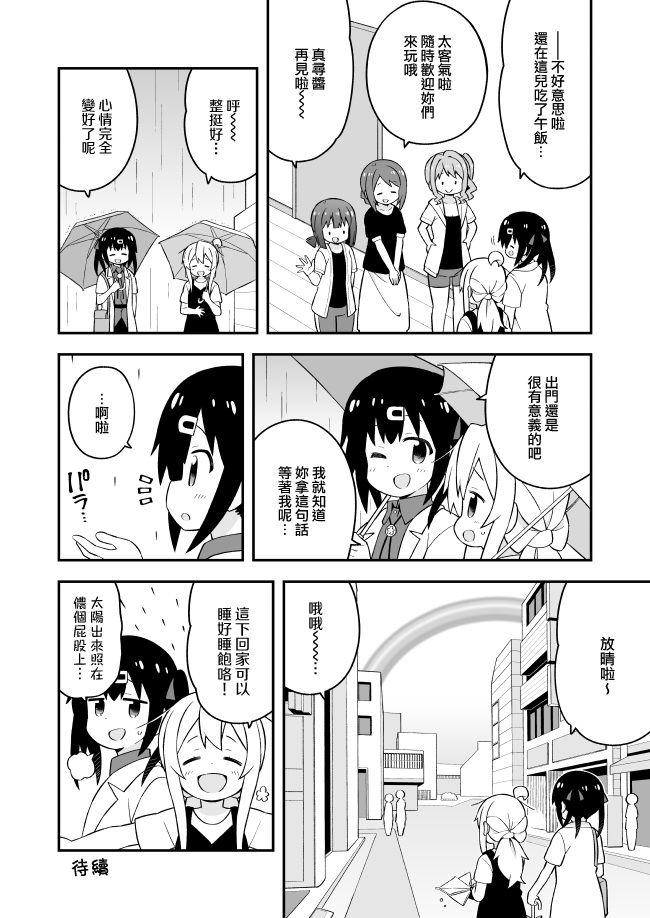 ——不好意思啦
還在這兒吃了午飯…
太客氣啦
隨時歡迎妳們
來玩哦
真尋醬
再見啦～～
呼～～
整挺好…
心情完全
變好了呢
出門還是
很有意義的吧
我就知道
妳拿這句話
等著我呢…
…啊啦
パラ…
放晴啦～
哦哦～～…
這下回家可以
睡好睡飽咯！
太陽出來照在
儂個屁股上…
待續